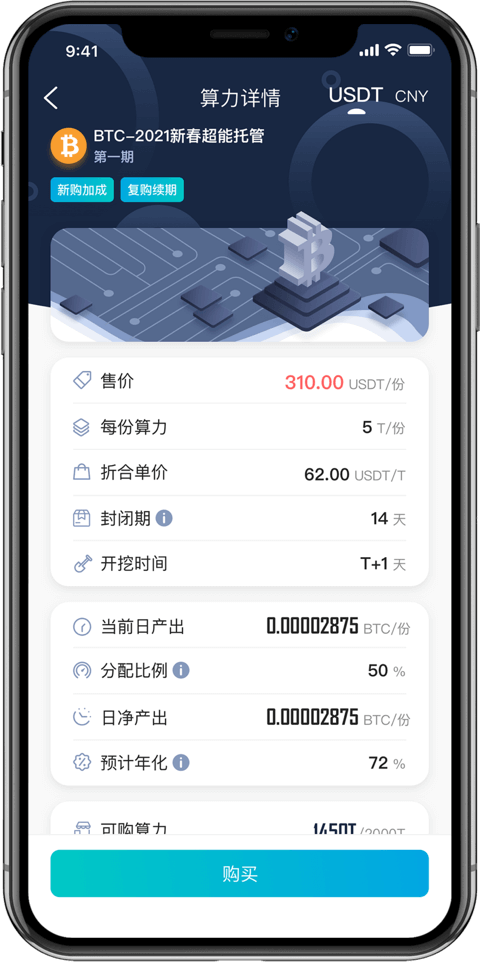 9:41
算力详情 USDT CNY
BTC-2021新春超能托管
第一期
新购加成 复购续期
售价 310.00 USDT/份
每份算力 5 T/份
折合单价 62.00 USDT/T
封闭期 14 天
开挖时间 T+1 天
当前日产出 0.00002875 BTC/份
分配比例 50 %
日净产出 0.00002875 BTC/份
预计年化 72 %
可购算力 1450T/2000T
购买